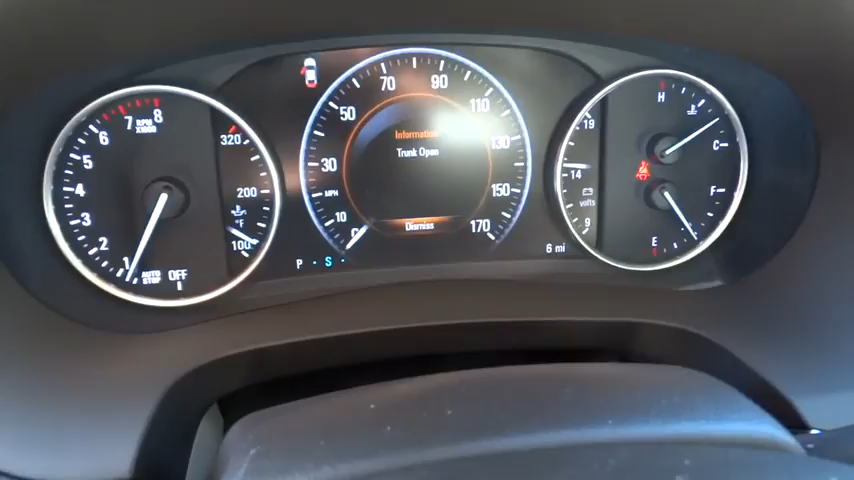 8
7
RPM
X1000
6
5
4
3
2
1
AUTO
STOP
OFF
320
200
°F
100
10
30
50
70
90
110
130
150
170
MPH
Information
Trunk Open
Dismiss
P · S
6 mi
19
14
volts
9
H
C
F
E